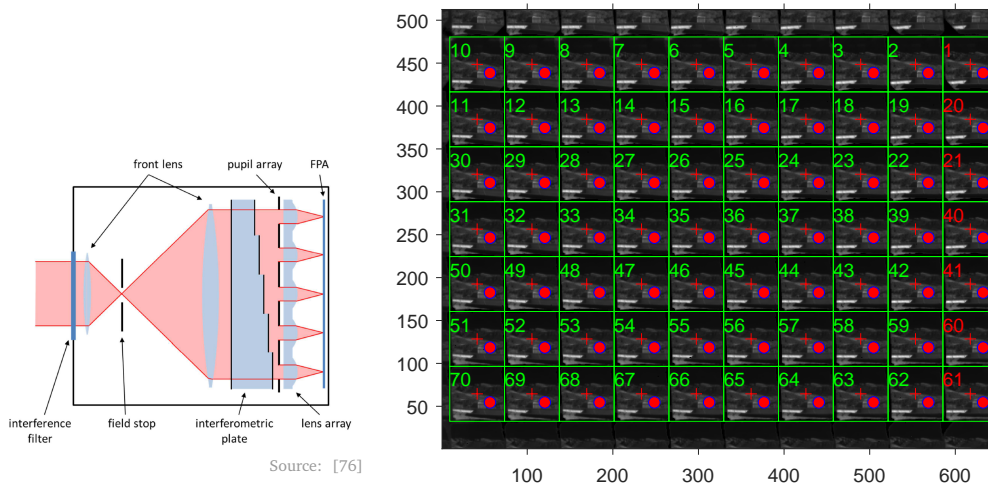 front lens
pupil array
FPA
interference
filter
field stop
interferometric
plate
lens array
Source: [76]
500
450
400
350
300
250
200
150
100
50
10 9 8 7 6 5 4 3 2 1
11 12 13 14 15 16 17 18 19 20
30 29 28 27 26 25 24 23 22 21
31 32 33 34 35 36 37 38 39 40
50 49 48 47 46 45 44 43 42 41
51 52 53 54 55 56 57 58 59 60
70 69 68 67 66 65 64 63 62 61
100 200 300 400 500 600